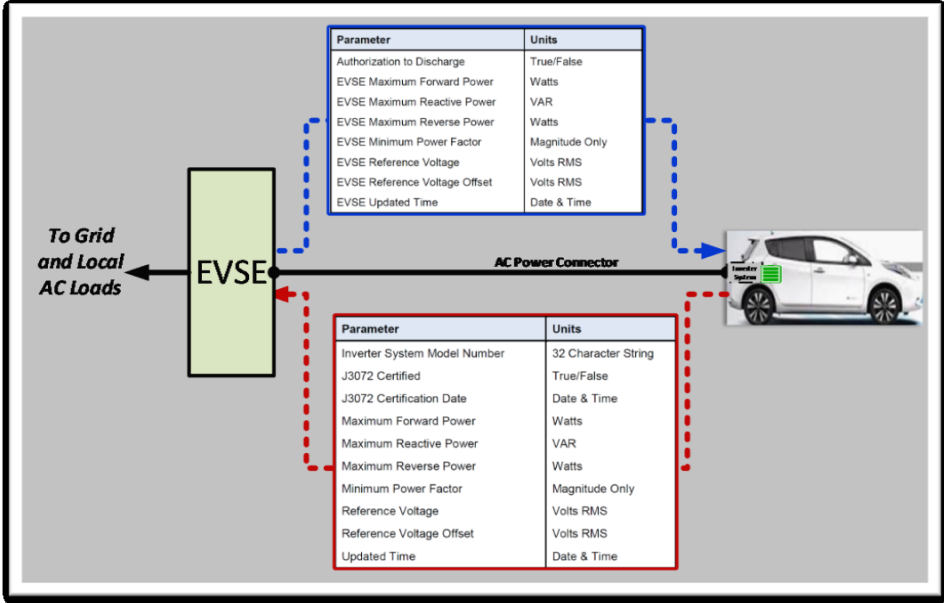 Parameter Units
Authorization to Discharge True/False
EVSE Maximum Forward Power Watts
EVSE Maximum Reactive Power VAR
EVSE Maximum Reverse Power Watts
EVSE Minimum Power Factor Magnitude Only
EVSE Reference Voltage Volts RMS
EVSE Reference Voltage Offset Volts RMS
EVSE Updated Time Date & Time
To Grid
and Local
AC Loads
EVSE
AC Power Connector
Inverter
System
Parameter Units
Inverter System Model Number 32 Character String
J3072 Certified True/False
J3072 Certification Date Date & Time
Maximum Forward Power Watts
Maximum Reactive Power VAR
Maximum Reverse Power Watts
Minimum Power Factor Magnitude Only
Reference Voltage Volts RMS
Reference Voltage Offset Volts RMS
Updated Time Date & Time